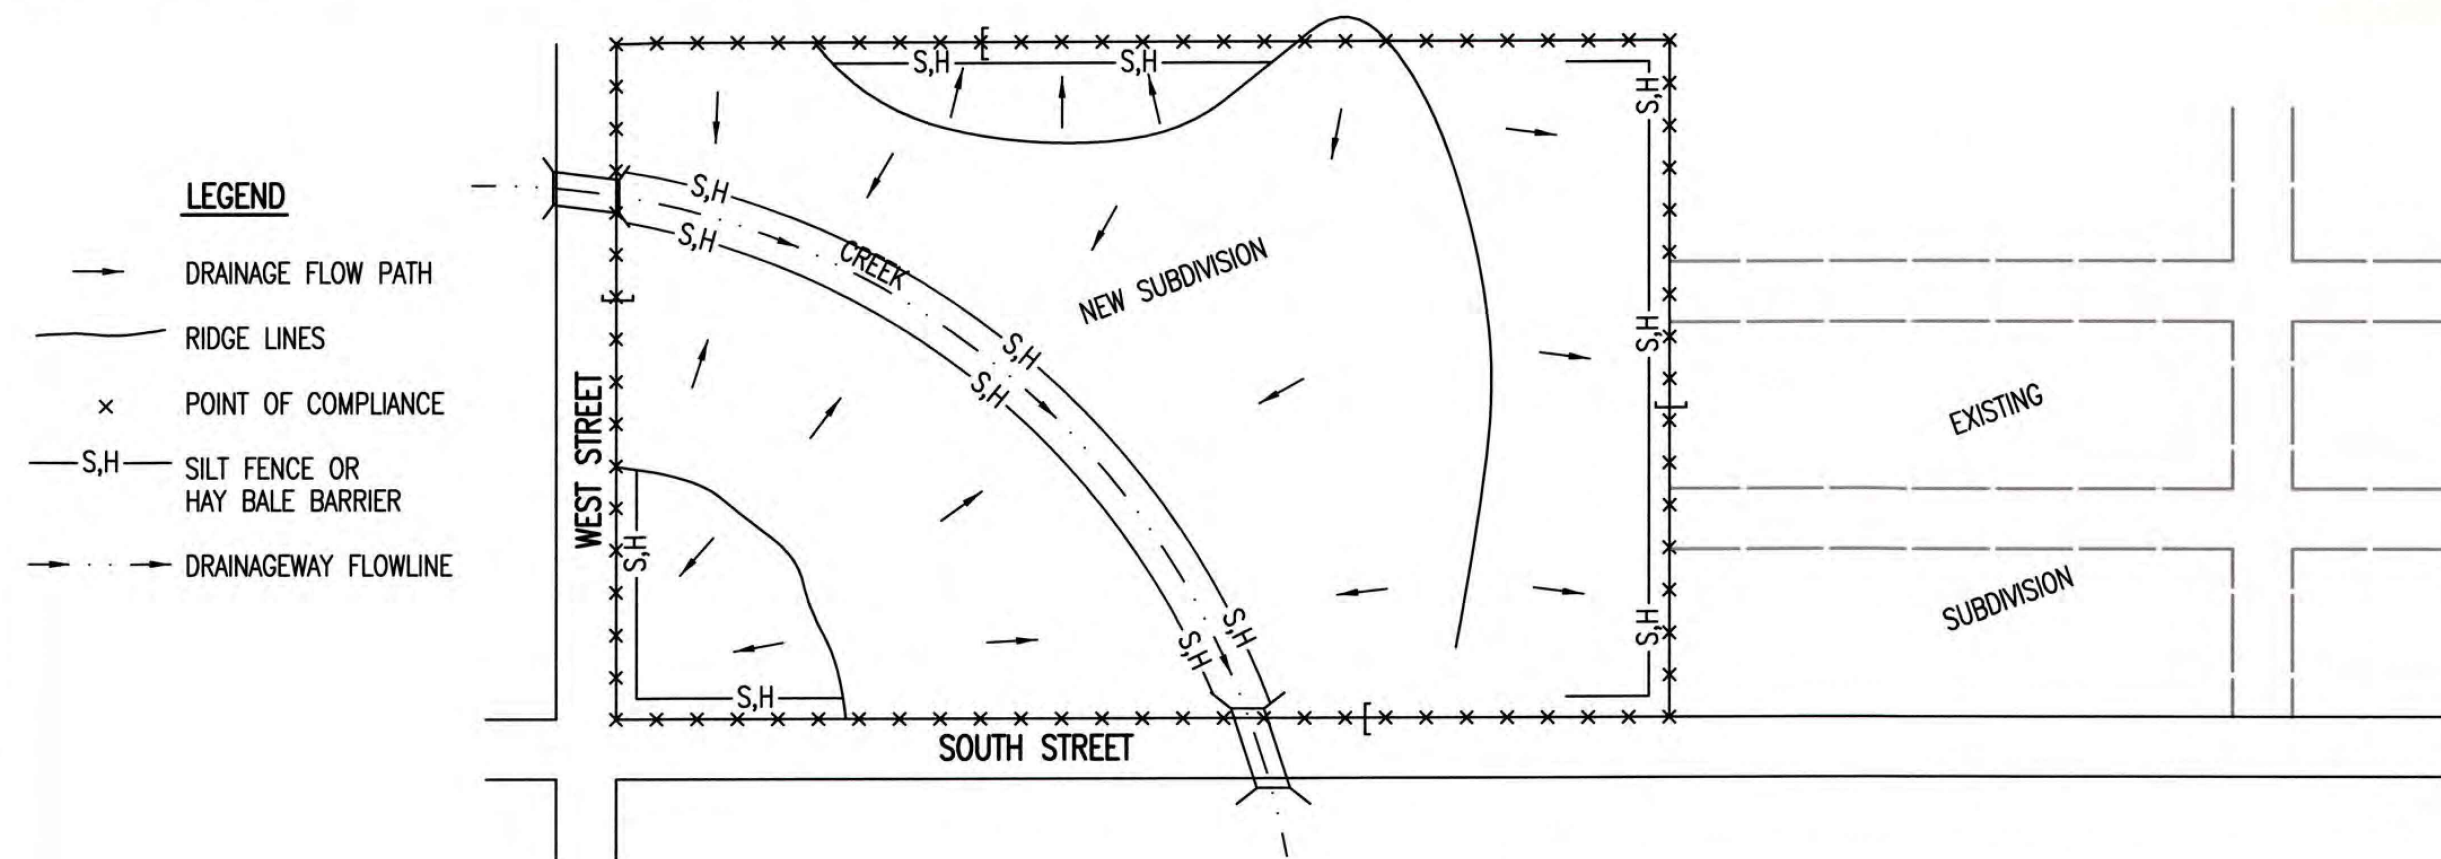 LEGEND
DRAINAGE FLOW PATH
RIDGE LINES
× POINT OF COMPLIANCE
S,H SILT FENCE OR
HAY BALE BARRIER
DRAINAGEWAY FLOWLINE
S,H
S,H
S,H
S,H
S,H
CREEK
NEW SUBDIVISION
S,H
S,H
S,H
S,H
EXISTING
WEST STREET
S,H
SUBDIVISION
S,H
S,H
S,H
S,H
SOUTH STREET